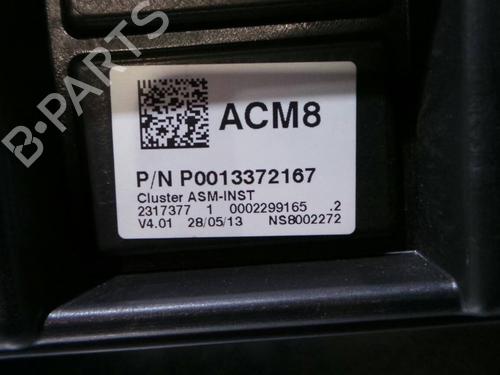 B-PARTS
ACM8
P/N P0013372167
Cluster ASM-INST
2317377 1 0002299165 .2
V4.01 28/05/13 NS8002272